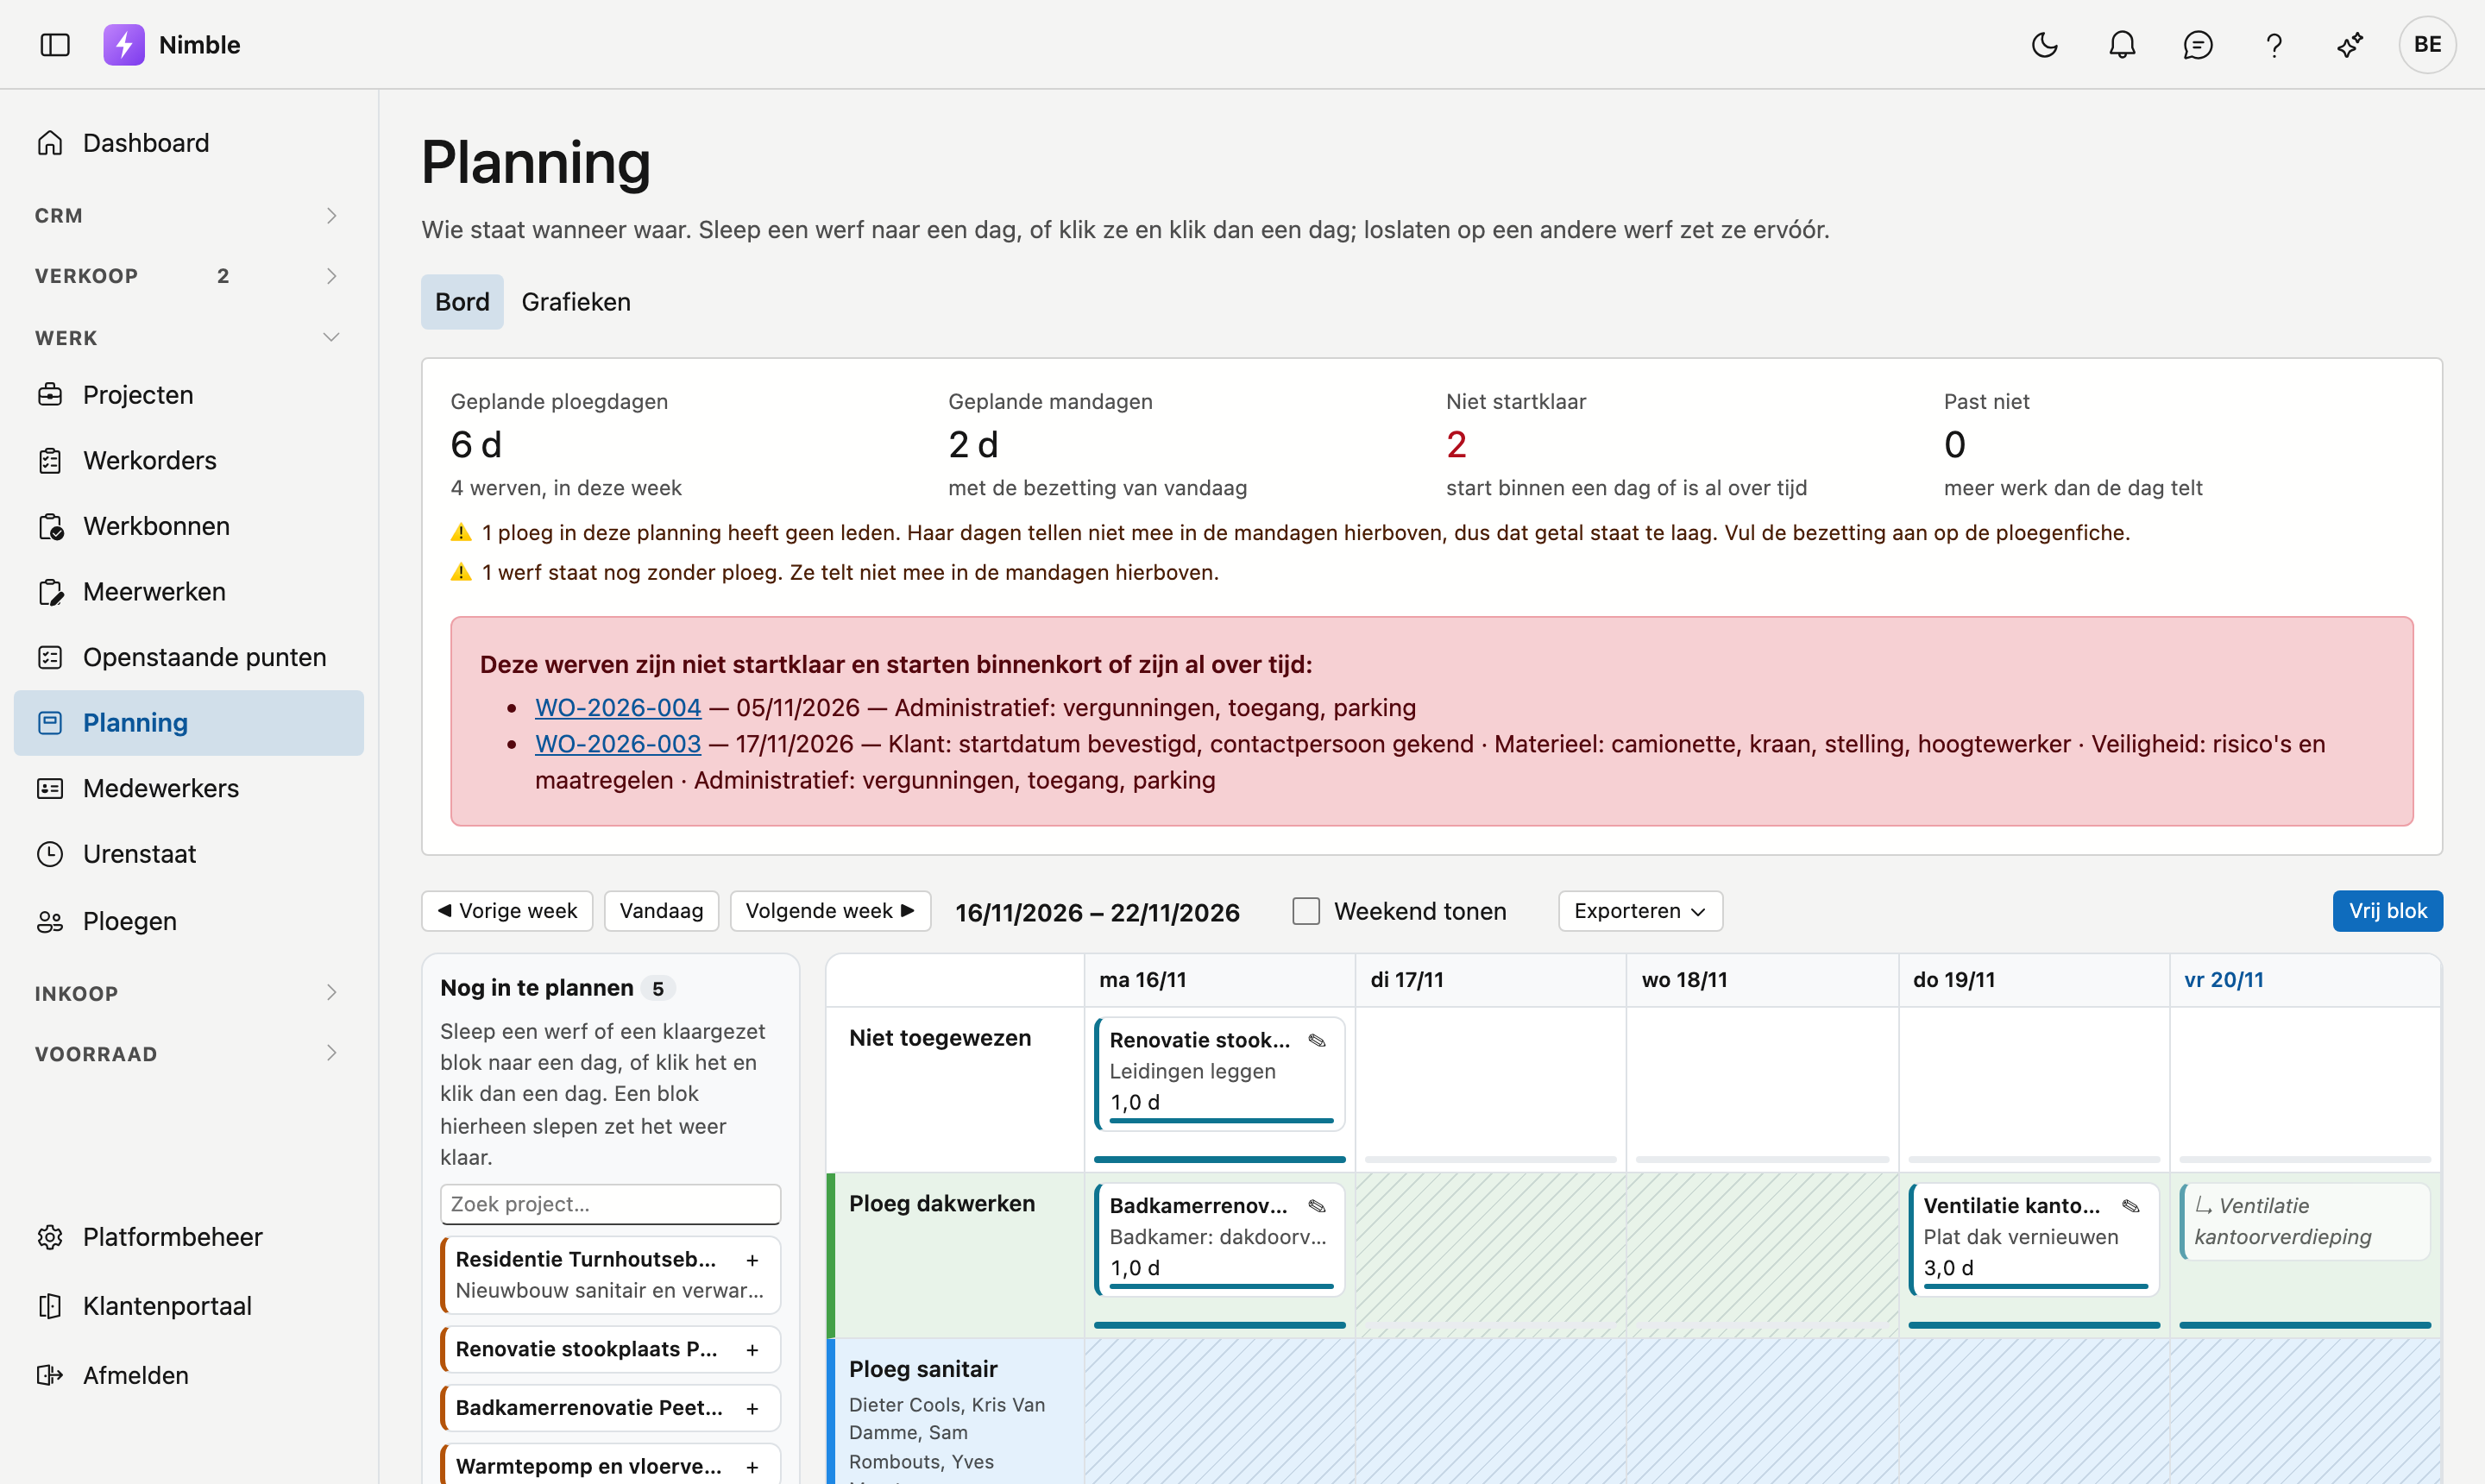 Nimble
BE
Dashboard
CRM
VERKOOP 2
WERK
Projecten
Werkorders
Werkbonnen
Meerwerken
Openstaande punten
Planning
Medewerkers
Urenstaat
Ploegen
INKOOP
VOORRAAD
Platformbeheer
Klantenportaal
Afmelden
Planning
Wie staat wanneer waar. Sleep een werf naar een dag, of klik ze en klik dan een dag; loslaten op een andere werf zet ze ervóór.
Bord Grafieken
Geplande ploegdagen
6 d
4 werven, in deze week
Geplande mandagen
2 d
met de bezetting van vandaag
Niet startklaar
2
start binnen een dag of is al over tijd
Past niet
0
meer werk dan de dag telt
1 ploeg in deze planning heeft geen leden. Haar dagen tellen niet mee in de mandagen hierboven, dus dat getal staat te laag. Vul de bezetting aan op de ploegenfiche.
1 werf staat nog zonder ploeg. Ze telt niet mee in de mandagen hierboven.
Deze werven zijn niet startklaar en starten binnenkort of zijn al over tijd:
• WO-2026-004 — 05/11/2026 — Administratief: vergunningen, toegang, parking
• WO-2026-003 — 17/11/2026 — Klant: startdatum bevestigd, contactpersoon gekend · Materieel: camionette, kraan, stelling, hoogtewerker · Veiligheid: risico's en
maatregelen · Administratief: vergunningen, toegang, parking
◀ Vorige week Vandaag Volgende week ▶ 16/11/2026 – 22/11/2026 Weekend tonen Exporteren Vrij blok
Nog in te plannen 5
Sleep een werf of een klaargezet
blok naar een dag, of klik het en
klik dan een dag. Een blok
hierheen slepen zet het weer
klaar.
Zoek project...
Residentie Turnhoutseb... +
Nieuwbouw sanitair en verwar...
Renovatie stookplaats P... +
Badkamerrenovatie Peet... +
Warmtepomp en vloerve... +
ma 16/11 di 17/11 wo 18/11 do 19/11 vr 20/11
Niet toegewezen
Renovatie stook...
Leidingen leggen
1,0 d
Ploeg dakwerken
Badkamerrenov...
Badkamer: dakdoorv...
1,0 d
Ventilatie kanto...
Plat dak vernieuwen
3,0 d
Ventilatie
kantoorverdieping
Ploeg sanitair
Dieter Cools, Kris Van
Damme, Sam
Rombouts, Yves